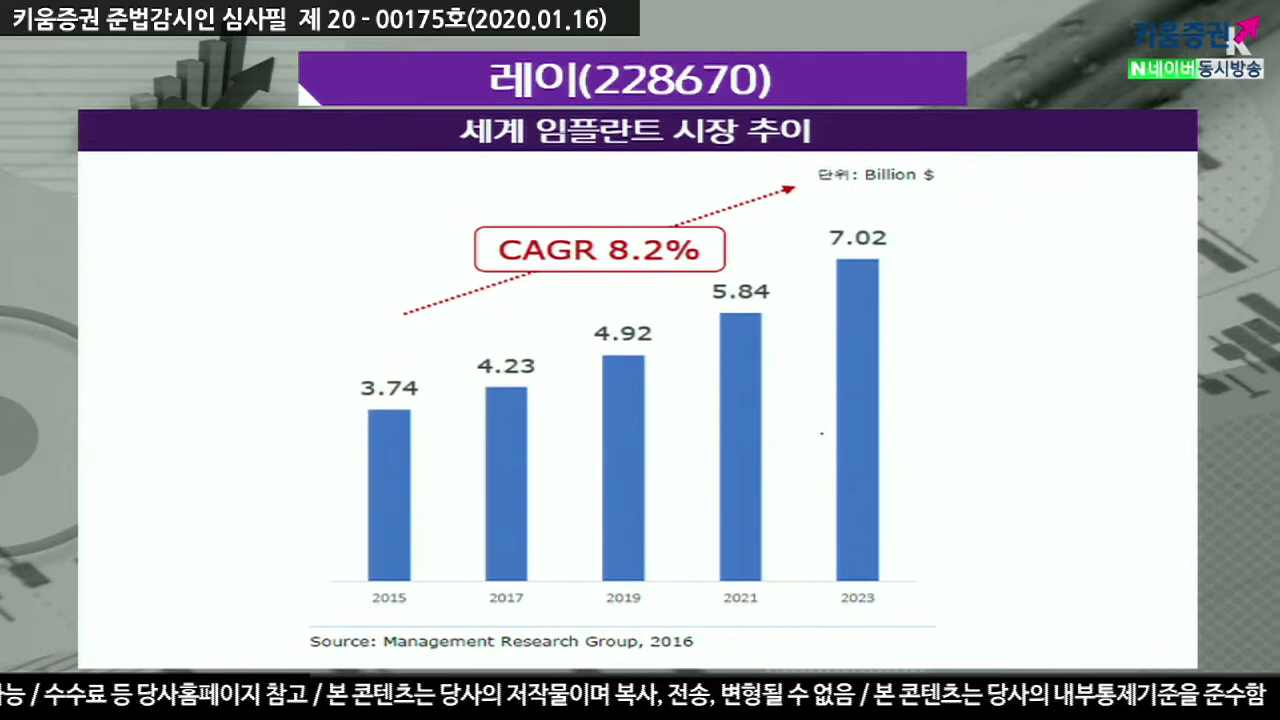 키움증권 준법감시인 심사필 제 20 - 00175호(2020.01.16)
키움증권
K
N 네이버 동시방송
레이(228670)
세계 임플란트 시장 추이
단위: Billion $
CAGR 8.2%
7.02
5.84
4.92
4.23
3.74
2015 2017 2019 2021 2023
Source: Management Research Group, 2016
능 / 수수료 등 당사홈페이지 참고 / 본 콘텐츠는 당사의 저작물이며 복사, 전송, 변형될 수 없음 / 본 콘텐츠는 당사의 내부통제기준을 준수함